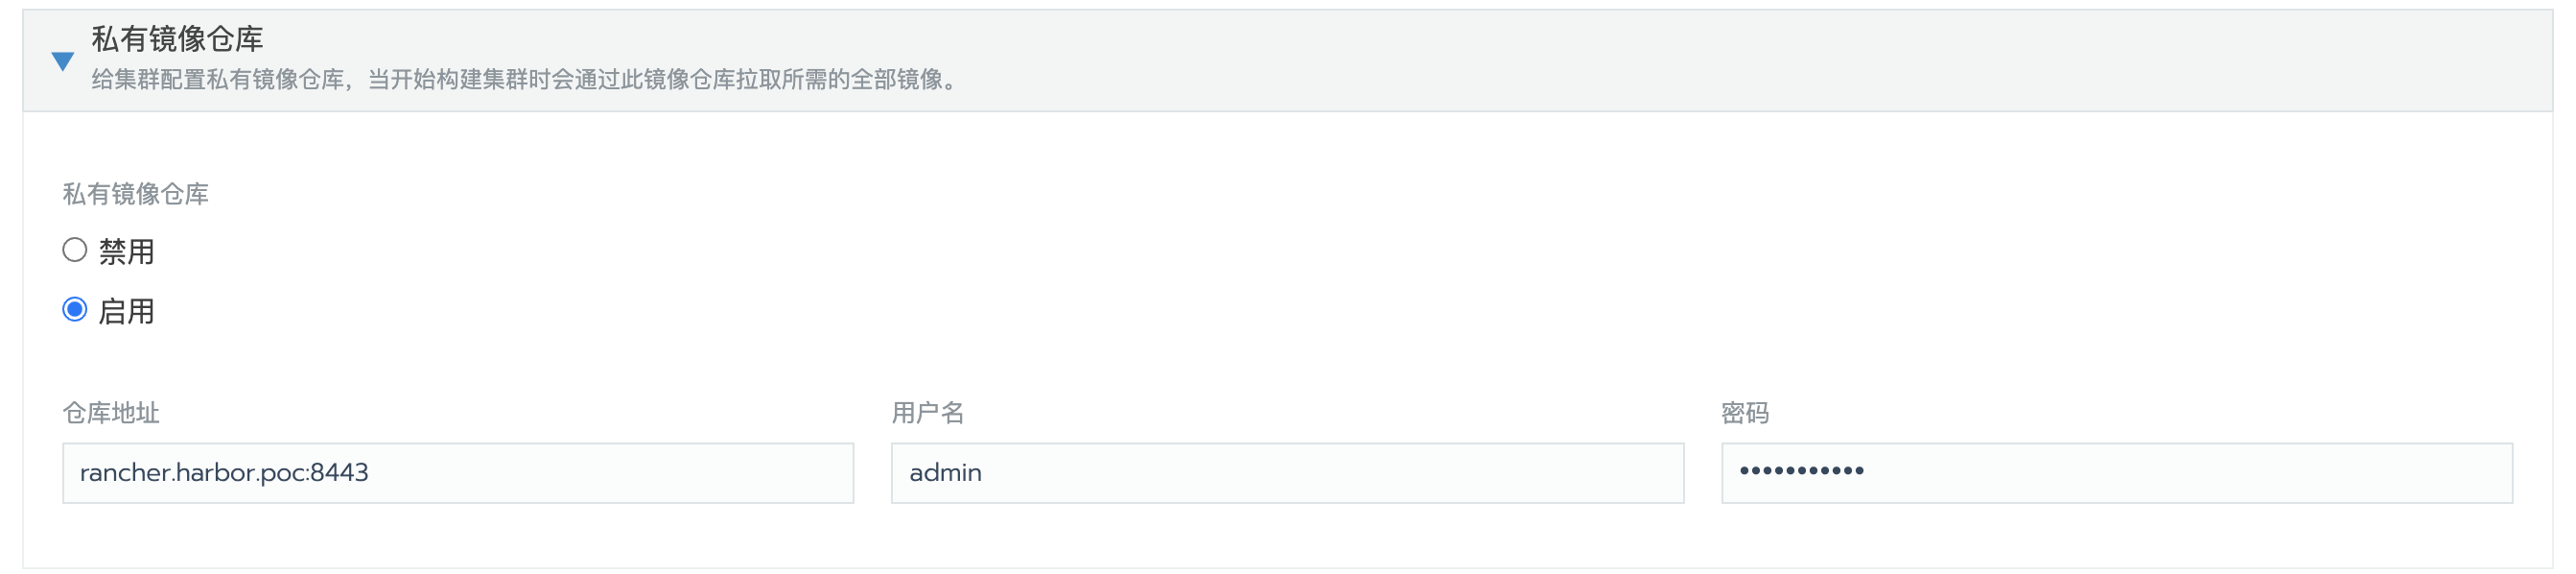 私有镜像仓库
给集群配置私有镜像仓库，当开始构建集群时会通过此镜像仓库拉取所需的全部镜像。
私有镜像仓库
禁用
启用
仓库地址 用户名 密码
rancher.harbor.poc:8443 admin •••••••••••